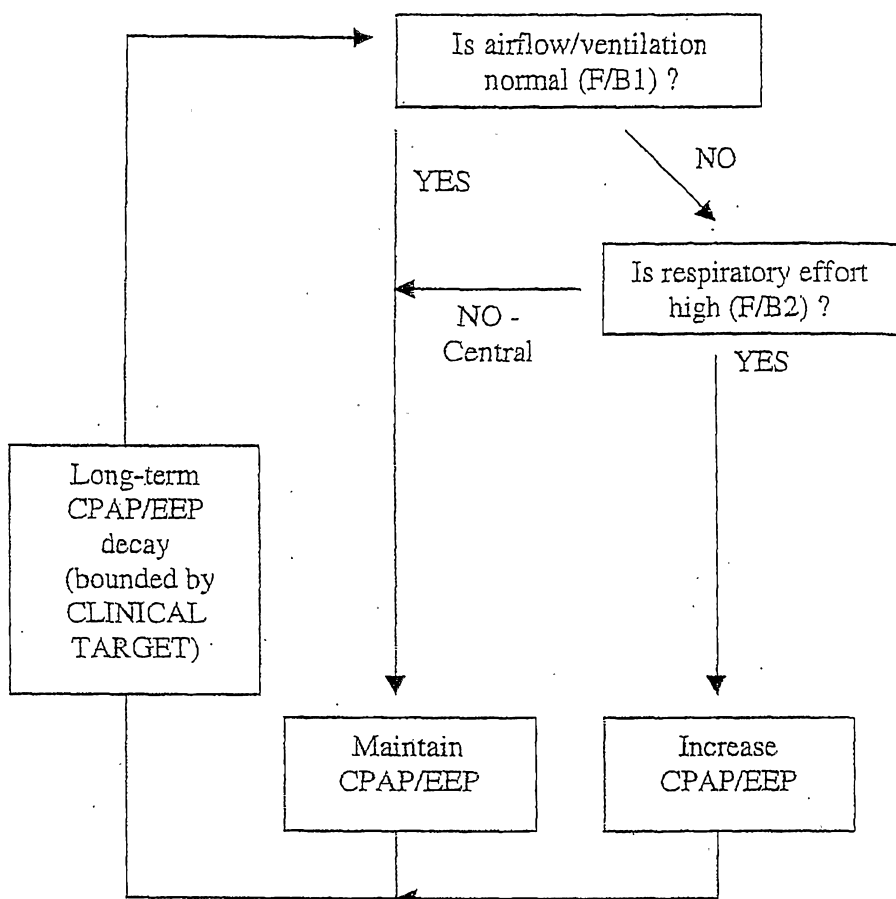 Is airflow/ventilation
normal (F/B1) ?
YES
NO
Is respiratory effort
high (F/B2) ?
NO -
Central
YES
Long-term
CPAP/EEP
decay
(bounded by
CLINICAL
TARGET)
Maintain
CPAP/EEP
Increase
CPAP/EEP